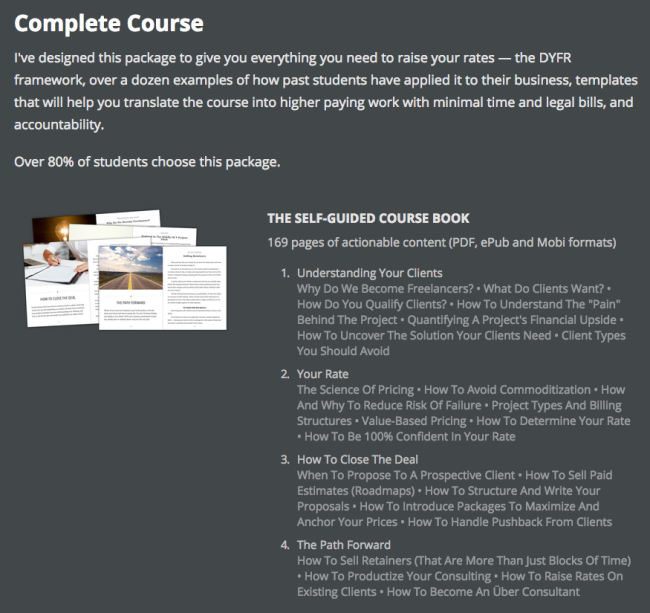 Complete Course
I've designed this package to give you everything you need to raise your rates — the DYFR
framework, over a dozen examples of how past students have applied it to their business, templates
that will help you translate the course into higher paying work with minimal time and legal bills, and
accountability.
Over 80% of students choose this package.
HOW TO CLOSE THE DEAL
THE PATH FORWARD
THE SELF-GUIDED COURSE BOOK
169 pages of actionable content (PDF, ePub and Mobi formats)
1. Understanding Your Clients
Why Do We Become Freelancers? • What Do Clients Want? •
How Do You Qualify Clients? • How To Understand The "Pain"
Behind The Project • Quantifying A Project's Financial Upside •
How To Uncover The Solution Your Clients Need • Client Types
You Should Avoid
2. Your Rate
The Science Of Pricing • How To Avoid Commoditization • How
And Why To Reduce Risk Of Failure • Project Types And Billing
Structures • Value-Based Pricing • How To Determine Your Rate
• How To Be 100% Confident In Your Rate
3. How To Close The Deal
When To Propose To A Prospective Client • How To Sell Paid
Estimates (Roadmaps) • How To Structure And Write Your
Proposals • How To Introduce Packages To Maximize And
Anchor Your Prices • How To Handle Pushback From Clients
4. The Path Forward
How To Sell Retainers (That Are More Than Just Blocks Of Time)
• How To Productize Your Consulting • How To Raise Rates On
Existing Clients • How To Become An Über Consultant